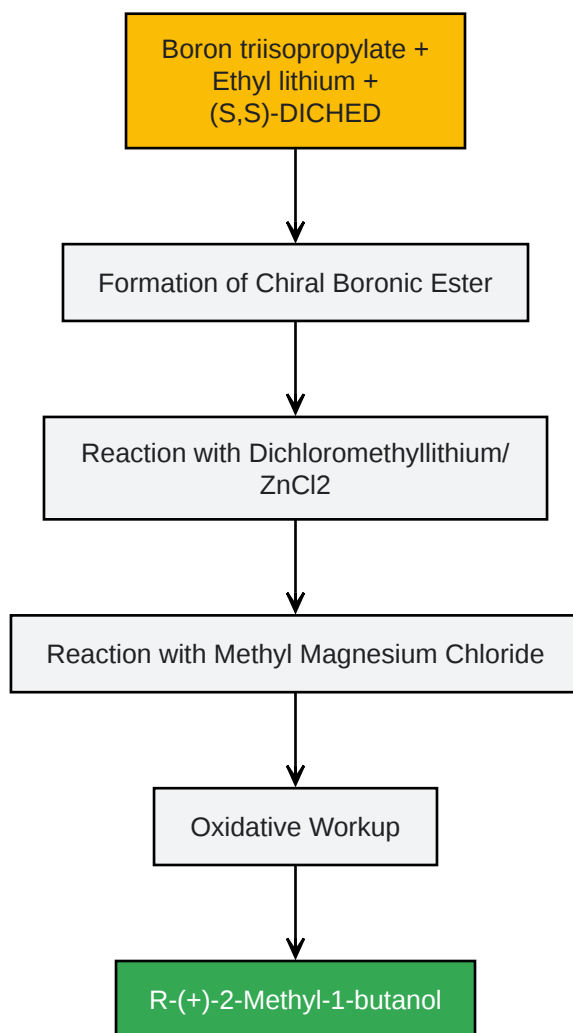 Boron triisopropylate +
Ethyl lithium +
(S,S)-DICHED
Formation of Chiral Boronic Ester
Reaction with Dichloromethyllithium/
ZnCl2
Reaction with Methyl Magnesium Chloride
Oxidative Workup
R-(+)-2-Methyl-1-butanol